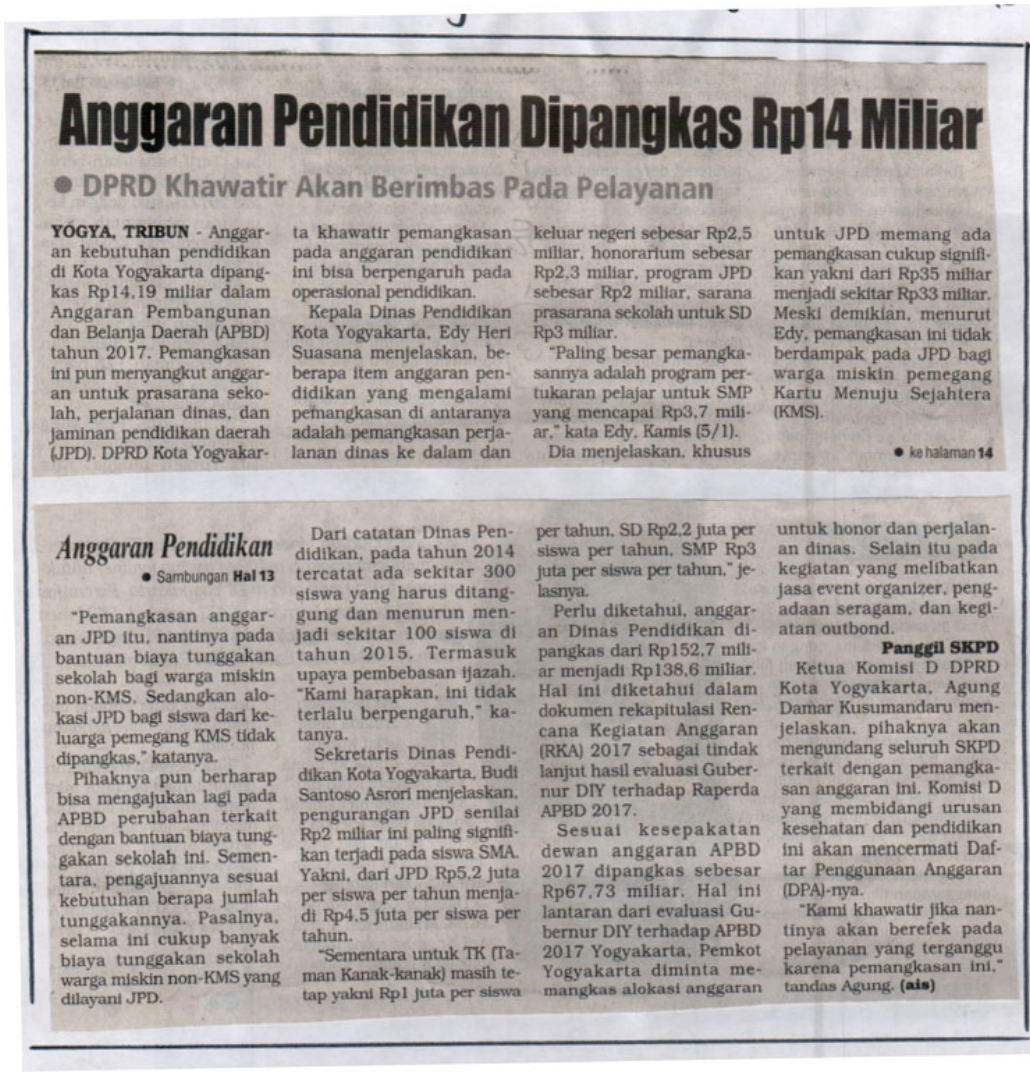 Anggaran Pendidikan Dipangkas Rp14 Miliar
● DPRD Khawatir Akan Berimbas Pada Pelayanan
YOGYA, TRIBUN - Anggar-
an kebutuhan pendidikan
di Kota Yogyakarta dipang-
kas Rp14,19 miliar dalam
Anggaran Pembangunan
dan Belanja Daerah (APBD)
tahun 2017. Pemangkasan
ini pun menyangkut anggar-
an untuk prasarana seko-
lah, perjalanan dinas, dan
jaminan pendidikan daerah
(JPD). DPRD Kota Yogyakar-
ta khawatir pemangkasan
pada anggaran pendidikan
ini bisa berpengaruh pada
operasional pendidikan.
Kepala Dinas Pendidikan
Kota Yogyakarta, Edy Heri
Suasana menjelaskan, be-
berapa item anggaran pen-
didikan yang mengalami
pemangkasan di antaranya
adalah pemangkasan perja-
lanan dinas ke dalam dan
keluar negeri sebesar Rp2,5
miliar, honorarium sebesar
Rp2,3 miliar, program JPD
sebesar Rp2 miliar, sarana
prasarana sekolah untuk SD
Rp3 miliar.
"Paling besar pemangka-
sannya adalah program per-
tukaran pelajar untuk SMP
yang mencapai Rp3,7 mili-
ar," kata Edy, Kamis (5/1).
Dia menjelaskan, khusus
untuk JPD memang ada
pemangkasan cukup signifi-
kan yakni dari Rp35 miliar
menjadi sekitar Rp33 miliar.
Meski demikian, menurut
Edy, pemangkasan ini tidak
berdampak pada JPD bagi
warga miskin pemegang
Kartu Menuju Sejahtera
(KMS).
● ke halaman 14
Anggaran Pendidikan
● Sambungan Hal 13
"Pemangkasan anggar-
an JPD itu, nantinya pada
bantuan biaya tunggakan
sekolah bagi warga miskin
non-KMS. Sedangkan alo-
kasi JPD bagi siswa dari ke-
luarga pemegang KMS tidak
dipangkas," katanya.
Pihaknya pun berharap
bisa mengajukan lagi pada
APBD perubahan terkait
dengan bantuan biaya tung-
gakan sekolah ini. Semen-
tara, pengajuannya sesuai
kebutuhan berapa jumlah
tunggakannya. Pasalnya,
selama ini cukup banyak
biaya tunggakan sekolah
warga miskin non-KMS yang
dilayani JPD.
Dari catatan Dinas Pen-
didikan, pada tahun 2014
tercatat ada sekitar 300
siswa yang harus ditang-
gung dan menurun men-
jadi sekitar 100 siswa di
tahun 2015. Termasuk
upaya pembebasan ijazah.
"Kami harapkan, ini tidak
terlalu berpengaruh," ka-
tanya.
Sekretaris Dinas Pendi-
dikan Kota Yogyakarta, Budi
Santoso Asrori menjelaskan,
pengurangan JPD senilai
Rp2 miliar ini paling signifi-
kan terjadi pada siswa SMA.
Yakni, dari JPD Rp5,2 juta
per siswa per tahun menja-
di Rp4,5 juta per siswa per
tahun.
"Sementara untuk TK (Ta-
man Kanak-kanak) masih te-
tap yakni Rp1 juta per siswa
per tahun, SD Rp2,2 juta per
siswa per tahun, SMP Rp3
juta per siswa per tahun," je-
lasnya.
Perlu diketahui, anggar-
an Dinas Pendidikan di-
pangkas dari Rp152,7 mili-
ar menjadi Rp138,6 miliar.
Hal ini diketahui dalam
dokumen rekapitulasi Ren-
cana Kegiatan Anggaran
(RKA) 2017 sebagai tindak
lanjut hasil evaluasi Guber-
nur DIY terhadap Raperda
APBD 2017.
Sesuai kesepakatan
dewan anggaran APBD
2017 dipangkas sebesar
Rp67,73 miliar. Hal ini
lantaran dari evaluasi Gu-
bernur DIY terhadap APBD
2017 Yogyakarta, Pemkot
Yogyakarta diminta me-
mangkas alokasi anggaran
untuk honor dan perjalan-
an dinas. Selain itu pada
kegiatan yang melibatkan
jasa event organizer, peng-
adaan seragam, dan kegi-
atan outbond.
Panggil SKPD
Ketua Komisi D DPRD
Kota Yogyakarta, Agung
Damar Kusumandaru men-
jelaskan, pihaknya akan
mengundang seluruh SKPD
terkait dengan pemangka-
san anggaran ini. Komisi D
yang membidangi urusan
kesehatan dan pendidikan
ini akan mencermati Daf-
tar Penggunaan Anggaran
(DPA)-nya.
"Kami khawatir jika nan-
tinya akan berefek pada
pelayanan yang terganggu
karena pemangkasan ini,"
tandas Agung. (ais)